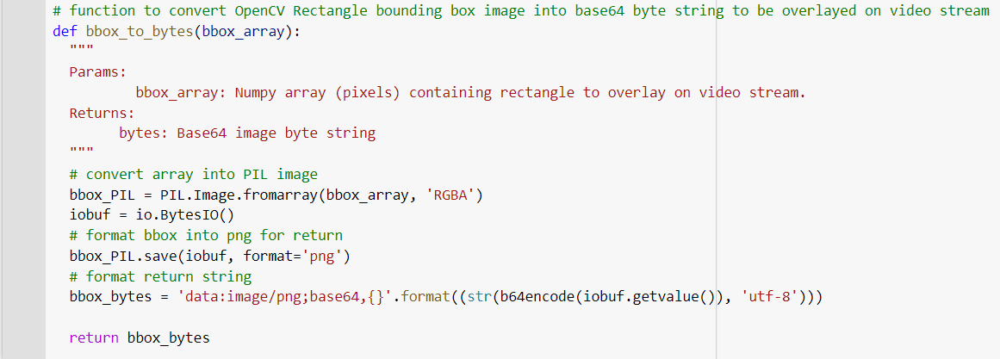 # function to convert OpenCV Rectangle bounding box image into base64 byte string to be overlayed on video stream
def bbox_to_bytes(bbox_array):
  """
  Params:
          bbox_array: Numpy array (pixels) containing rectangle to overlay on video stream.
  Returns:
        bytes: Base64 image byte string
  """
  # convert array into PIL image
  bbox_PIL = PIL.Image.fromarray(bbox_array, 'RGBA')
  iobuf = io.BytesIO()
  # format bbox into png for return
  bbox_PIL.save(iobuf, format='png')
  # format return string
  bbox_bytes = 'data:image/png;base64,{}'.format((str(b64encode(iobuf.getvalue()), 'utf-8')))

  return bbox_bytes